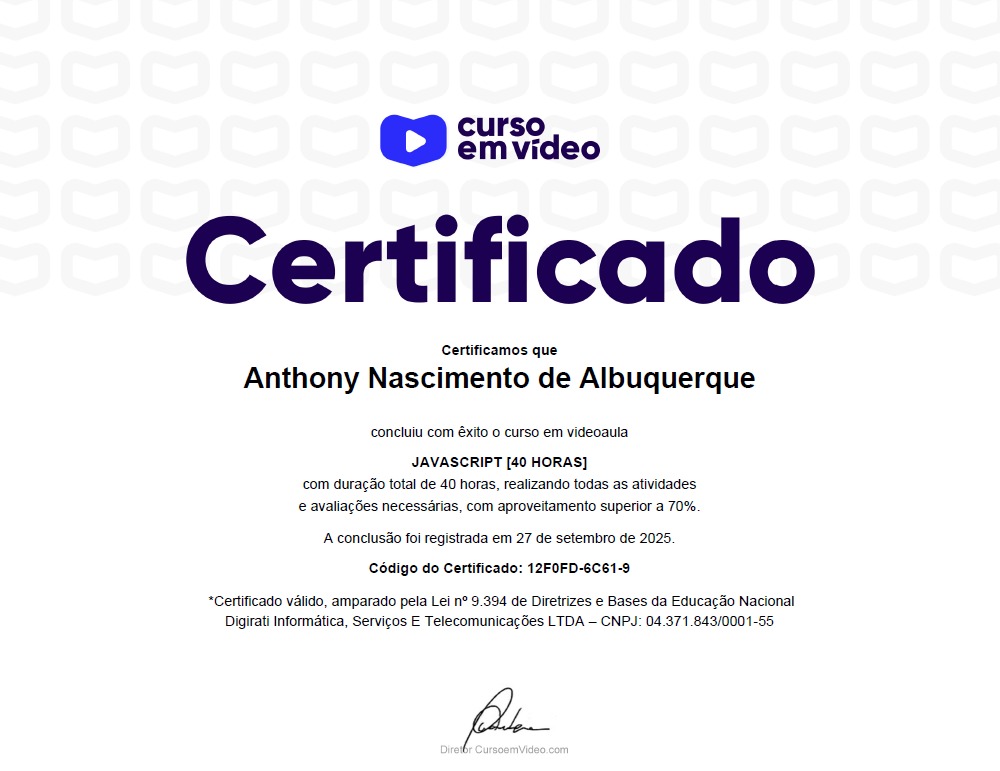 curso
em vídeo
Certificado
Certificamos que
Anthony Nascimento de Albuquerque
concluiu com êxito o curso em videoaula
JAVASCRIPT [40 HORAS]
com duração total de 40 horas, realizando todas as atividades
e avaliações necessárias, com aproveitamento superior a 70%.
A conclusão foi registrada em 27 de setembro de 2025.
Código do Certificado: 12F0FD-6C61-9
*Certificado válido, amparado pela Lei nº 9.394 de Diretrizes e Bases da Educação Nacional
Digirati Informática, Serviços E Telecomunicações LTDA – CNPJ: 04.371.843/0001-55
Diretor CursoemVideo.com